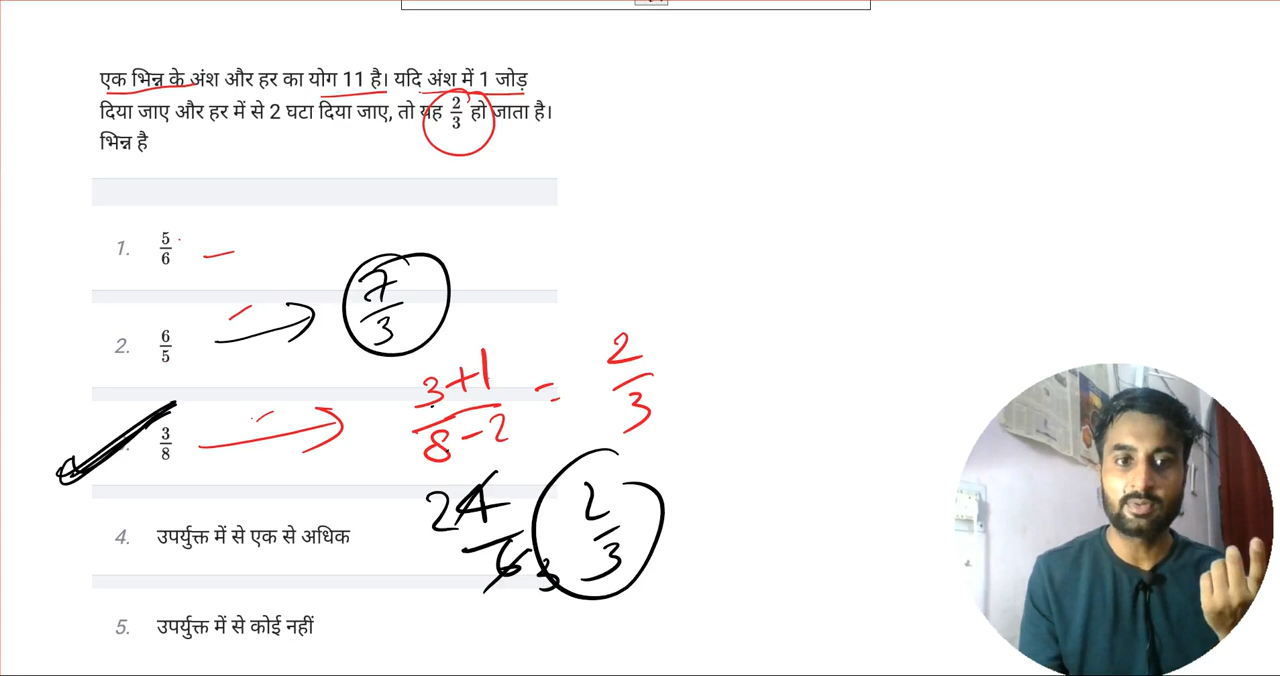 एक भिन्न के अंश और हर का योग 11 है। यदि अंश में 1 जोड़
दिया जाए और हर में से 2 घटा दिया जाए, तो यह 2/3 हो जाता है।
भिन्न है
1. 5/6
2. 6/5
7/3
3/8
3+1/8-2 = 2/3
2 4/6 3
2/3
4. उपर्युक्त में से एक से अधिक
5. उपर्युक्त में से कोई नहीं